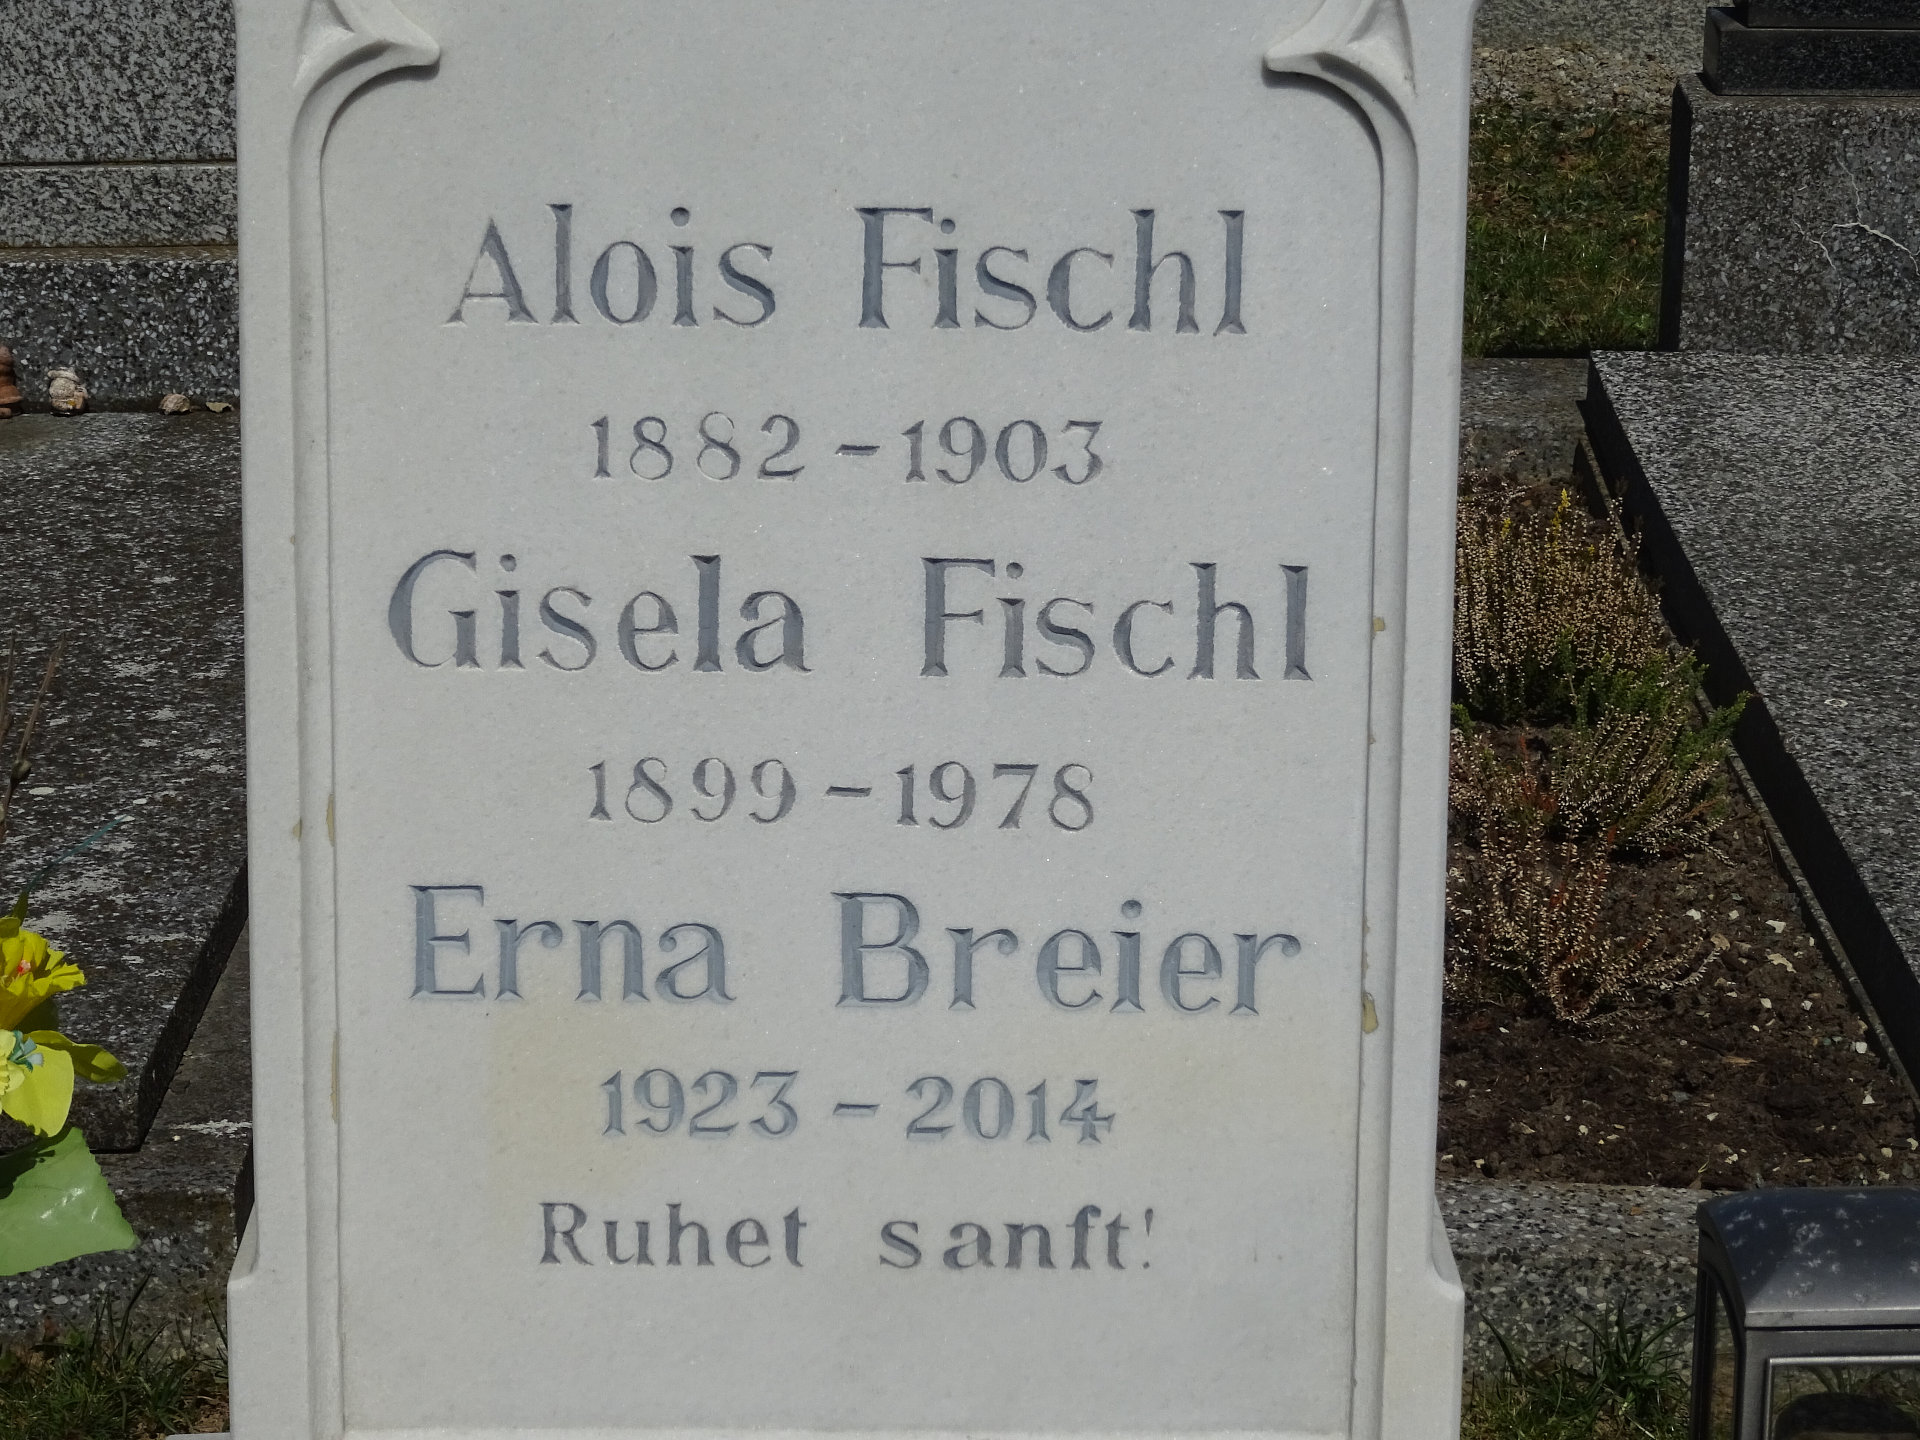 Alois Fischl
1882 - 1903
Gisela Fischl
1899 - 1978
Erna Breier
1923 - 2014
Ruhet sanft!